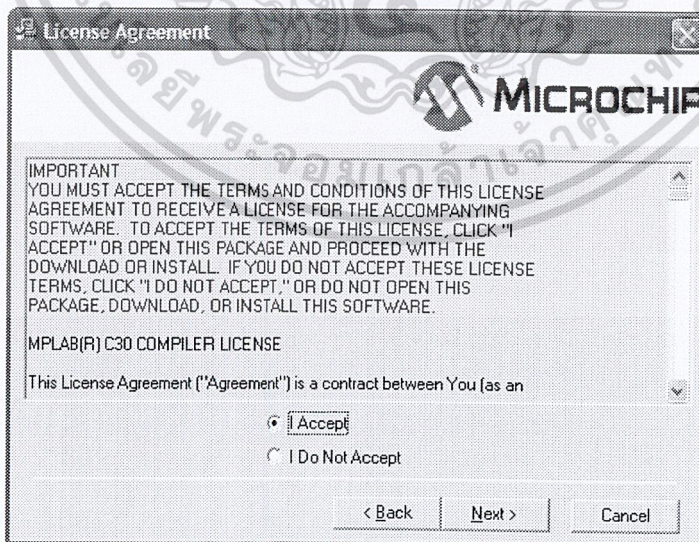 License Agreement
MICROCHIP
IMPORTANT
YOU MUST ACCEPT THE TERMS AND CONDITIONS OF THIS LICENSE
AGREEMENT TO RECEIVE A LICENSE FOR THE ACCOMPANYING
SOFTWARE. TO ACCEPT THE TERMS OF THIS LICENSE, CLICK "I
ACCEPT" OR OPEN THIS PACKAGE AND PROCEED WITH THE
DOWNLOAD OR INSTALL. IF YOU DO NOT ACCEPT THESE LICENSE
TERMS, CLICK "I DO NOT ACCEPT," OR DO NOT OPEN THIS
PACKAGE, DOWNLOAD, OR INSTALL THIS SOFTWARE.
MPLAB(R) C30 COMPILER LICENSE
This License Agreement ("Agreement") is a contract between You (as an
I Accept
I Do Not Accept
< Back
Next >
Cancel